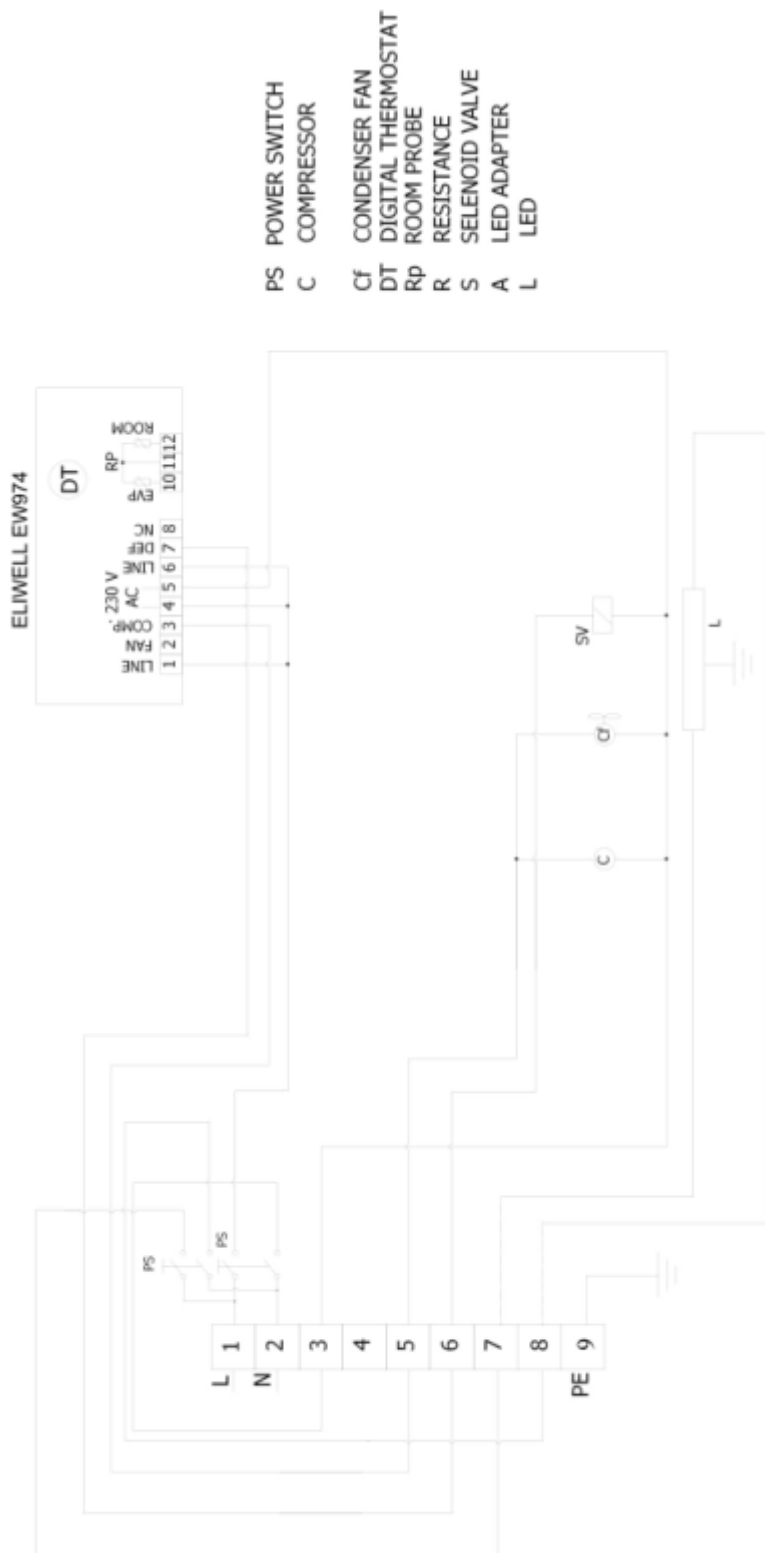 ELIWELL EW974
DT
RP
ROOM
EVP
10 11 12
NC
DEF
LINE
230 V
AC
COMP.
FAN
LINE
1 2 3 4 5 6 7 8
PS POWER SWITCH
C COMPRESSOR
Cf CONDENSER FAN
DT DIGITAL THERMOSTAT
Rp ROOM PROBE
R RESISTANCE
S SELENOID VALVE
A LED ADAPTER
L LED
SV
Cf
C
L
PS
PS
L
N
PE
1 2 3 4 5 6 7 8 9